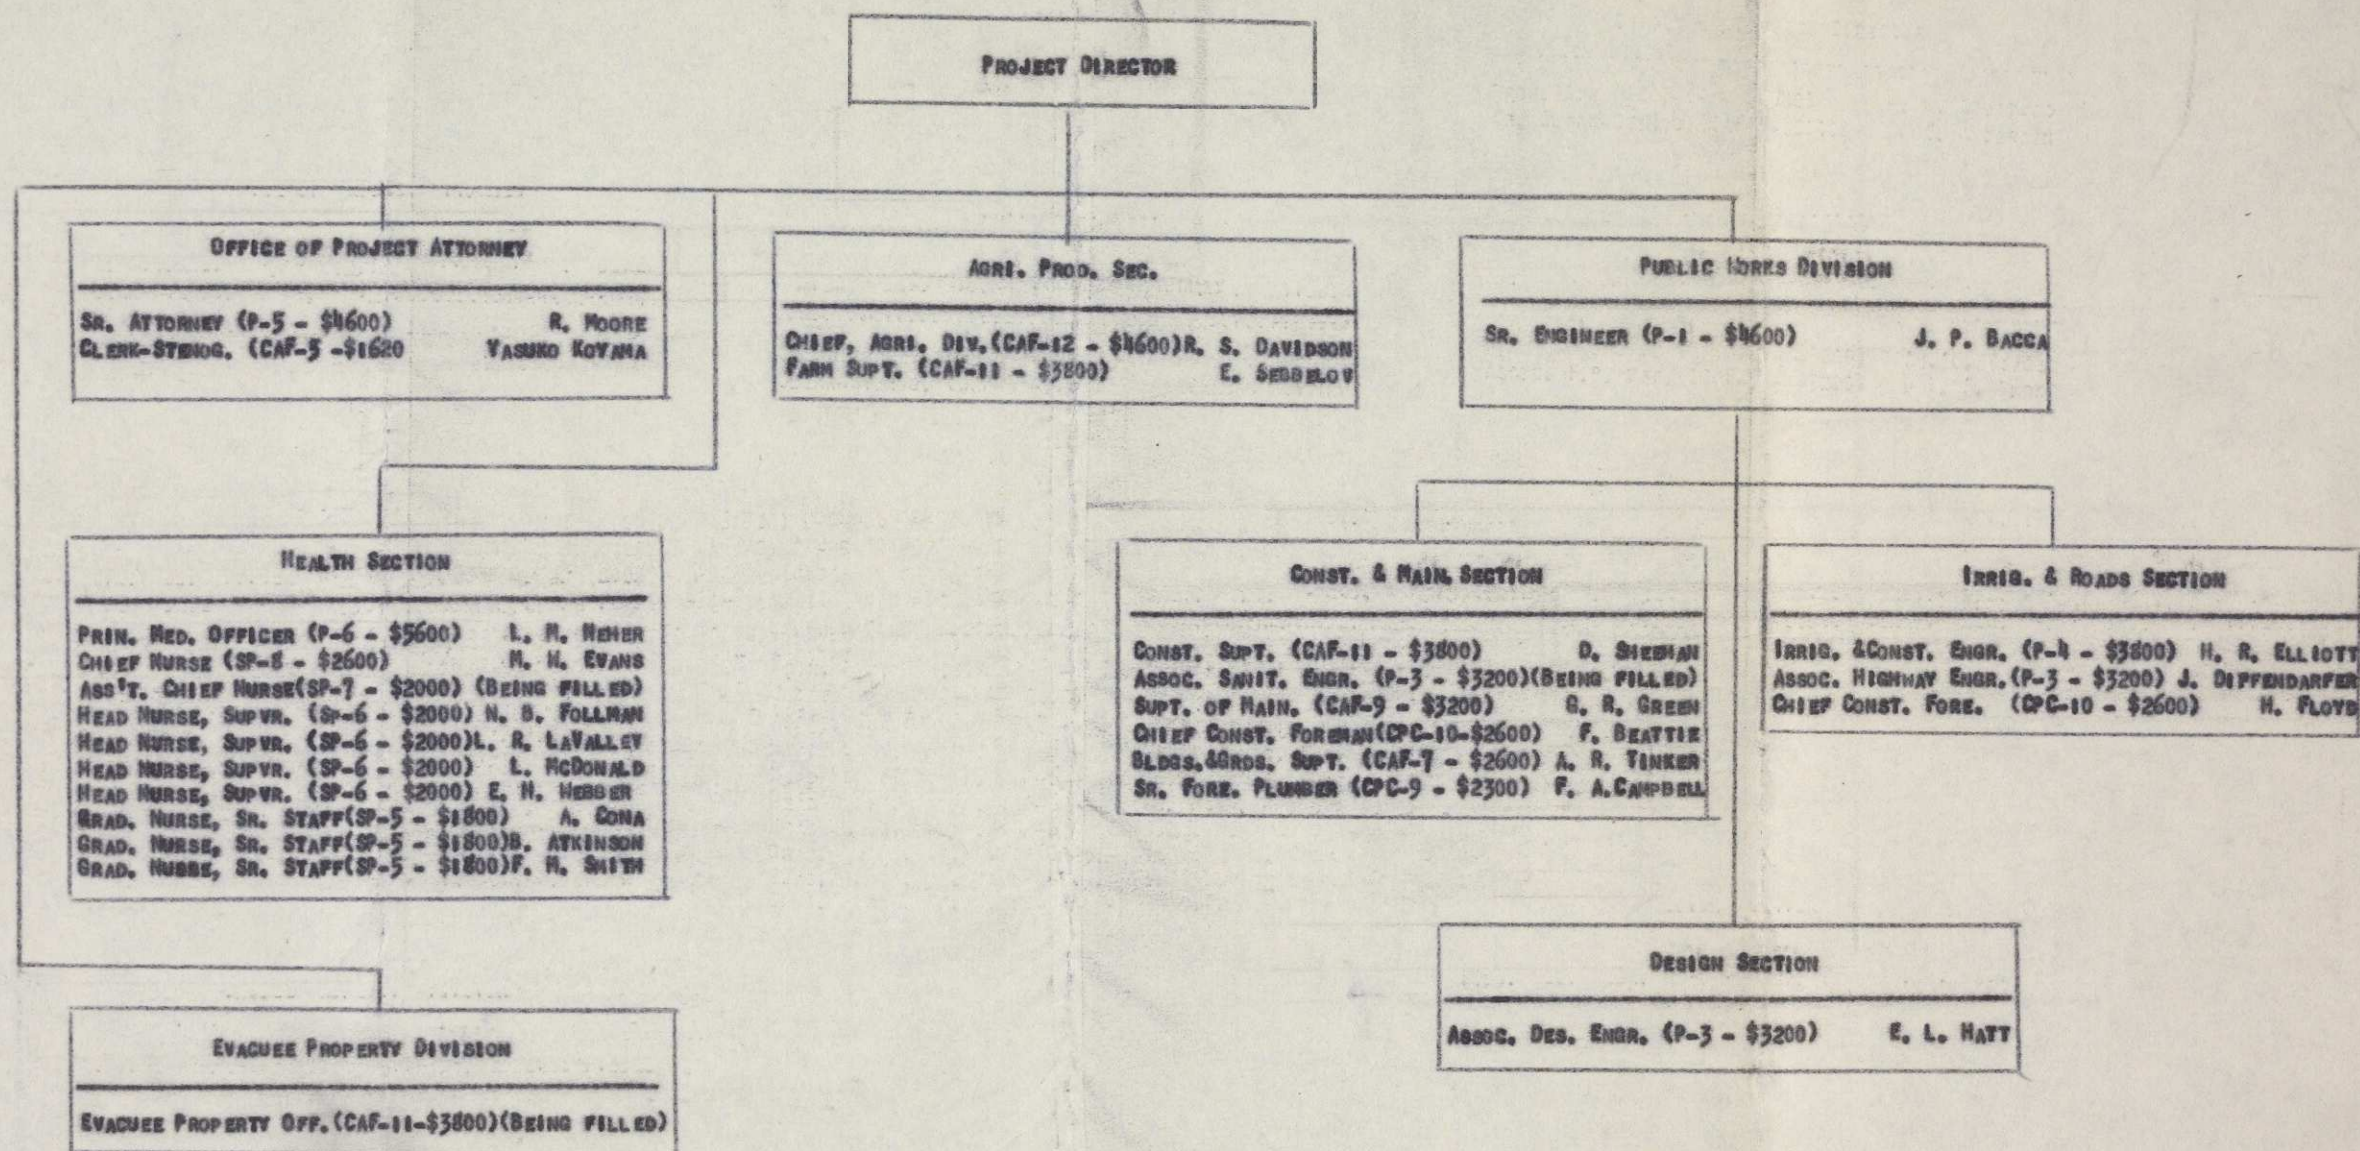 PROJECT DIRECTOR
OFFICE OF PROJECT ATTORNEY
SR. ATTORNEY (P-5 - $4600) R. MOORE
CLERK-STENOG. (CAF-5 -$1620 YASUKO KOYAMA
AGRI. PROD. SEC.
CHIEF, AGRI. DIV.(CAF-12 - $4600)R. S. DAVIDSON
FARM SUPT. (CAF-11 - $3800) E.
PUBLIC WORKS DIVISION
SR. ENGINEER (P-1 - $4600) J. P. BACCA
HEALTH SECTION
PRIN. MED. OFFICER (P-6 - $5600) L. M. NEHER
CHIEF NURSE (SP-8 - $2600) M. H. EVANS
ASS'T. CHIEF NURSE(SP-7 - $2000) (BEING FILLED)
HEAD NURSE, SUPVR. (SP-6 - $2000) N. B. FOLLMAN
HEAD NURSE, SUPVR. (SP-6 - $2000)L. R. LAVALLEY
HEAD NURSE, SUPVR. (SP-6 - $2000) L. MCDONALD
HEAD NURSE, SUPVR. (SP-6 - $2000) E. H. WEBBER
GRAD. NURSE, SR. STAFF(SP-5 - $1800) A. CONA
GRAD. NURSE, SR. STAFF(SP-5 - $1800)B. ATKINSON
GRAD. NURSE, SR. STAFF(SP-5 - $1800)F. M. SMITH
CONST. & MAIN. SECTION
CONST. SUPT. (CAF-11 - $3800) D. SHEEHAN
ASSOC. SANIT. ENGR. (P-3 - $3200)(BEING FILLED)
SUPT. OF MAIN. (CAF-9 - $3200) G. R. GREEN
CHIEF CONST. FOREMAN(CPC-10-$2600) F. BEATTIE
BLDGS.&GRDS. SUPT. (CAF-7 - $2600) A. R. TINKER
SR. FORE. PLUMBER (CPC-9 - $2300) F. A.CAMPBELL
IRRIG. & ROADS SECTION
IRRIG. &CONST. ENGR. (P-4 - $3800) H. R. ELLIOTT
ASSOC. HIGHWAY ENGR.(P-3 - $3200) J. DIFFENDARFER
CHIEF CONST. FORE. (CPC-10 - $2600) H. FLOYD
DESIGN SECTION
ASSOC. DES. ENGR. (P-3 - $3200) E. L. HATT
EVACUEE PROPERTY DIVISION
EVACUEE PROPERTY OFF.(CAF-11-$3800)(BEING FILLED)